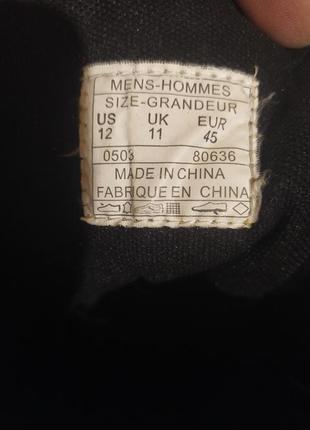 MENS-HOMMES
SIZE-GRANDEUR
US UK EUR
12 11 45
0503 80636
MADE IN CHINA
FABRIQUE EN CHINA